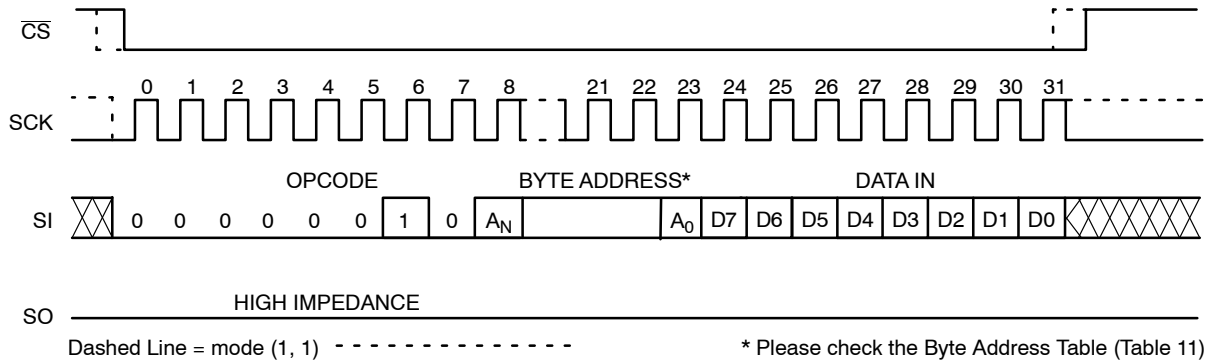 CS
0 1 2 3 4 5 6 7 8 21 22 23 24 25 26 27 28 29 30 31
SCK
OPCODE BYTE ADDRESS* DATA IN
SI 0 0 0 0 0 0 1 0 AN A0 D7 D6 D5 D4 D3 D2 D1 D0
HIGH IMPEDANCE
SO
Dashed Line = mode (1, 1) * Please check the Byte Address Table (Table 11)